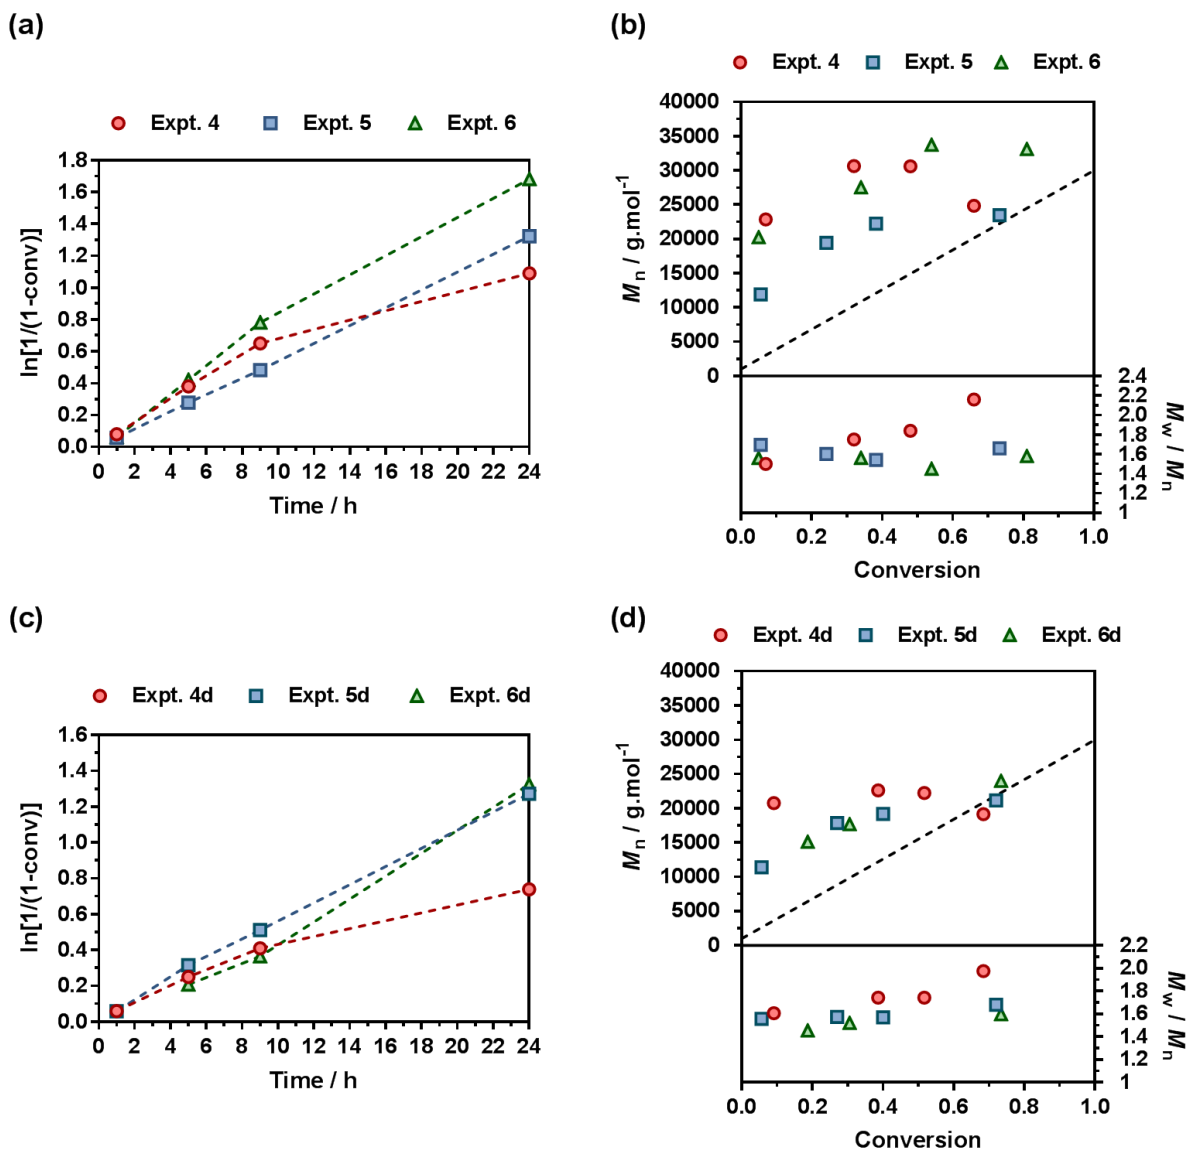 (a)
Expt. 4 Expt. 5 Expt. 6
1.8
1.6
1.4
1.2
1.0
0.8
0.6
0.4
0.2
0.0
ln[1/(1-conv)]
0 2 4 6 8 10 12 14 16 18 20 22 24
Time / h
(b)
Expt. 4 Expt. 5 Expt. 6
40000
35000
30000
25000
20000
15000
10000
5000
0
Mn / g.mol-1
2.4
2.2
2.0
1.8
1.6
1.4
1.2
1
Mw / Mn
0.0 0.2 0.4 0.6 0.8 1.0
Conversion
(c)
Expt. 4d Expt. 5d Expt. 6d
1.6
1.4
1.2
1.0
0.8
0.6
0.4
0.2
0.0
ln[1/(1-conv)]
0 2 4 6 8 10 12 14 16 18 20 22 24
Time / h
(d)
Expt. 4d Expt. 5d Expt. 6d
40000
35000
30000
25000
20000
15000
10000
5000
0
Mn / g.mol-1
2.2
2.0
1.8
1.6
1.4
1.2
1
Mw / Mn
0.0 0.2 0.4 0.6 0.8 1.0
Conversion